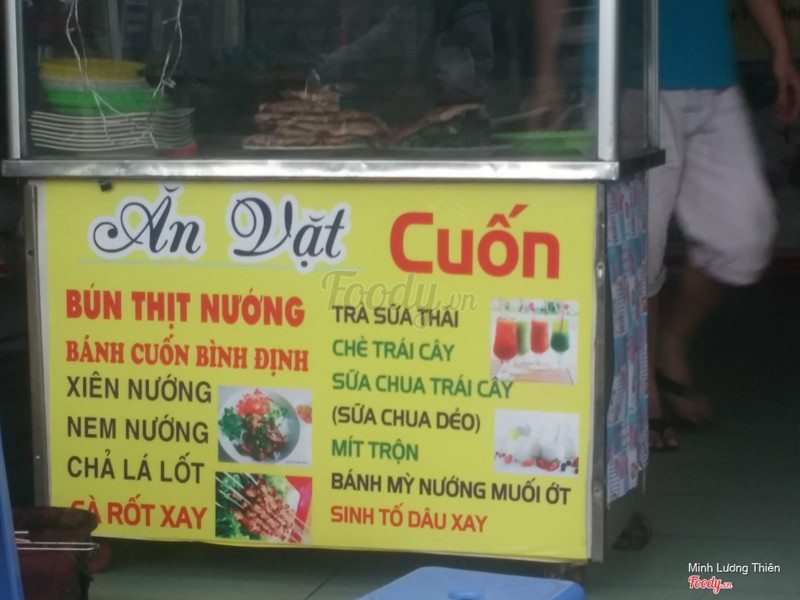 Ăn Vặt Cuốn
BÚN THỊT NƯỚNG
BÁNH CUỐN BÌNH ĐỊNH
XIÊN NƯỚNG
NEM NƯỚNG
CHẢ LÁ LỐT
CÀ RỐT XAY
TRÀ SỮA THÁI
CHÈ TRÁI CÂY
SỮA CHUA TRÁI CÂY
(SỮA CHUA DẺO)
MÍT TRỘN
BÁNH MỲ NƯỚNG MUỐI ỚT
SINH TỐ DÂU XAY
Foody.vn
Minh Lương Thiên
Foody.vn